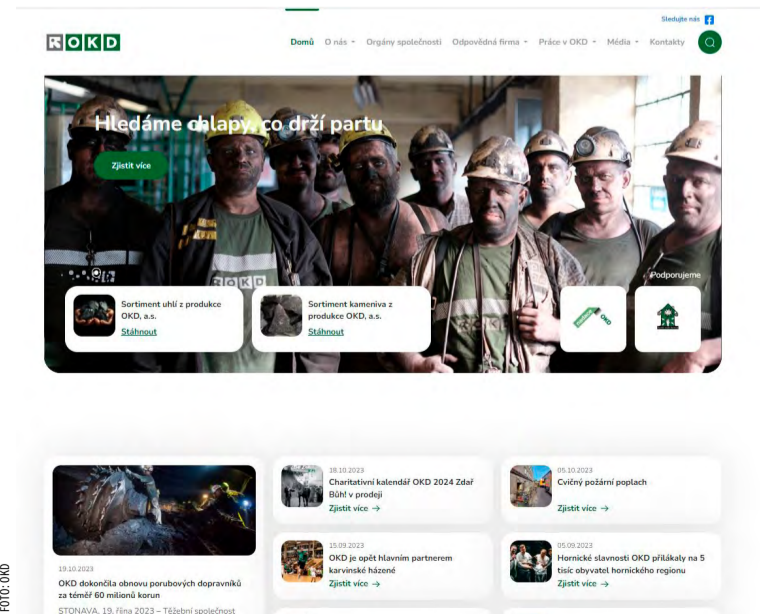 Sledujte nás
OKD
Domů O nás Orgány společnosti Odpovědná firma Práce v OKD Média Kontakty
Hledáme chlapy, co drží partu
Zjistit více
OKD
OKD
Podporujeme
Sortiment uhlí z produkce
OKD, a.s.
Stáhnout
Sortiment kameniva z
produkce OKD, a.s.
Stáhnout
OKD
19.10.2023
OKD dokončila obnovu porubových dopravníků
za téměř 60 milionů korun
STONAVA, 19. října 2023 – Těžební společnost
18.10.2023
Charitativní kalendář OKD 2024 Zdař
Bůh! v prodeji
Zjistit více →
15.09.2023
OKD je opět hlavním partnerem
karvinské házené
Zjistit více →
05.10.2023
Cvičný požární poplach
Zjistit více →
05.09.2023
Hornické slavnosti OKD přilákaly na 5
tisíc obyvatel hornického regionu
Zjistit více →
FOTO: OKD